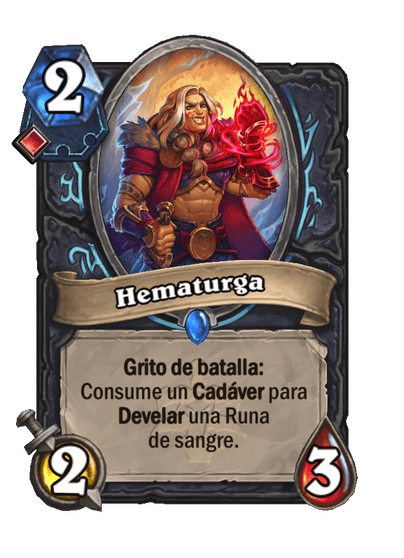 2
Hematurga
Grito de batalla:
Consume un Cadáver para
Develar una Runa
de sangre.
2
3